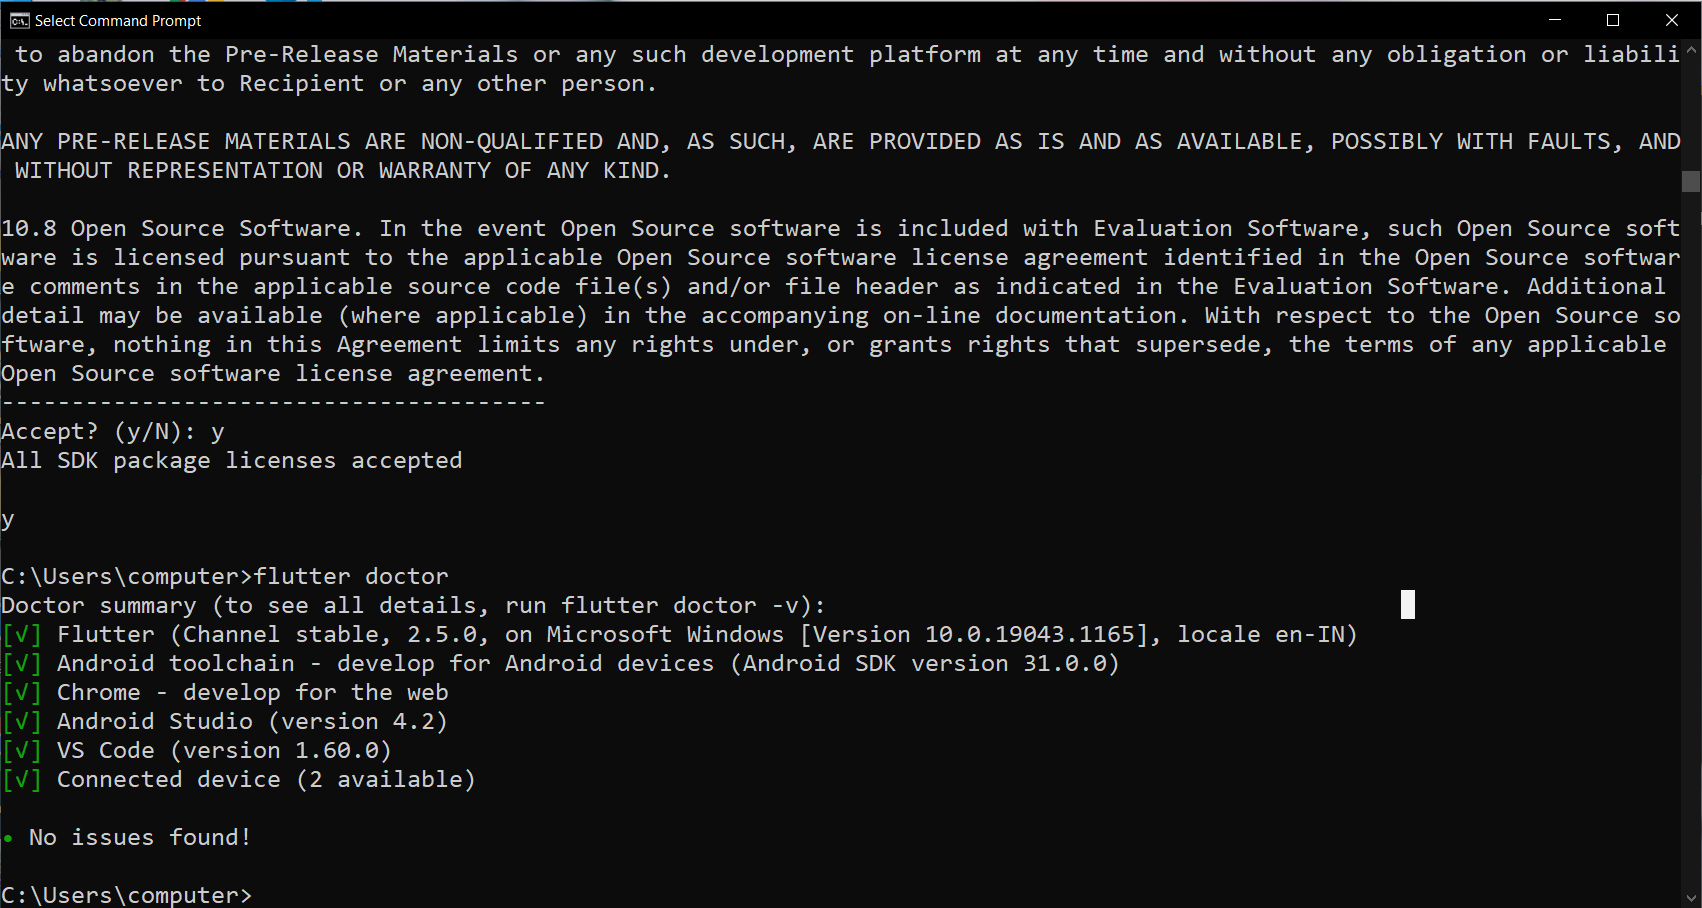 Select Command Prompt
 to abandon the Pre-Release Materials or any such development platform at any time and without any obligation or liabili
ty whatsoever to Recipient or any other person.
ANY PRE-RELEASE MATERIALS ARE NON-QUALIFIED AND, AS SUCH, ARE PROVIDED AS IS AND AS AVAILABLE, POSSIBLY WITH FAULTS, AND
 WITHOUT REPRESENTATION OR WARRANTY OF ANY KIND.
10.8 Open Source Software. In the event Open Source software is included with Evaluation Software, such Open Source soft
ware is licensed pursuant to the applicable Open Source software license agreement identified in the Open Source softwar
e comments in the applicable source code file(s) and/or file header as indicated in the Evaluation Software. Additional
detail may be available (where applicable) in the accompanying on-line documentation. With respect to the Open Source so
ftware, nothing in this Agreement limits any rights under, or grants rights that supersede, the terms of any applicable
Open Source software license agreement.
---------------------------------------
Accept? (y/N): y
All SDK package licenses accepted
y
C:\Users\computer>flutter doctor
Doctor summary (to see all details, run flutter doctor -v):
[√] Flutter (Channel stable, 2.5.0, on Microsoft Windows [Version 10.0.19043.1165], locale en-IN)
[√] Android toolchain - develop for Android devices (Android SDK version 31.0.0)
[√] Chrome - develop for the web
[√] Android Studio (version 4.2)
[√] VS Code (version 1.60.0)
[√] Connected device (2 available)
• No issues found!
C:\Users\computer>